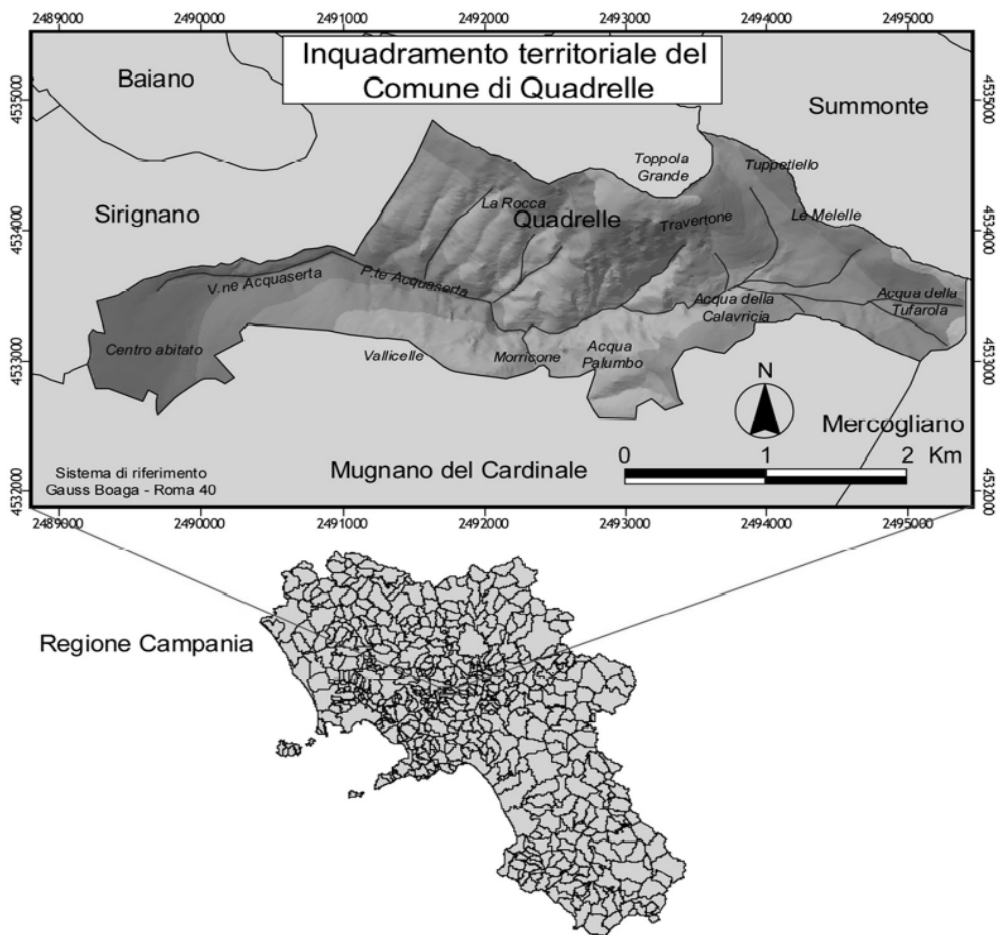 2489000 2490000 2491000 2492000 2493000 2494000 2495000
Inquadramento territoriale del
Comune di Quadrelle
Baiano
4535000
4535000
Summonte
Toppola
Grande
Tuppetiello
La Rocca
Quadrelle
Travertone
Le Melelle
Sirignano
4534000
4534000
V.ne Acquaserta
P.te Acquaserta
Acqua della
Calavricia
Acqua della
Tufarola
Centro abitato
Vallicelle
Morricone
Acqua
Palumbo
4533000
4533000
N
Mercogliano
0 1 2 Km
Sistema di riferimento
Gauss Boaga - Roma 40
Mugnano del Cardinale
4532000
4532000
2489000 2490000 2491000 2492000 2493000 2494000 2495000
Regione Campania